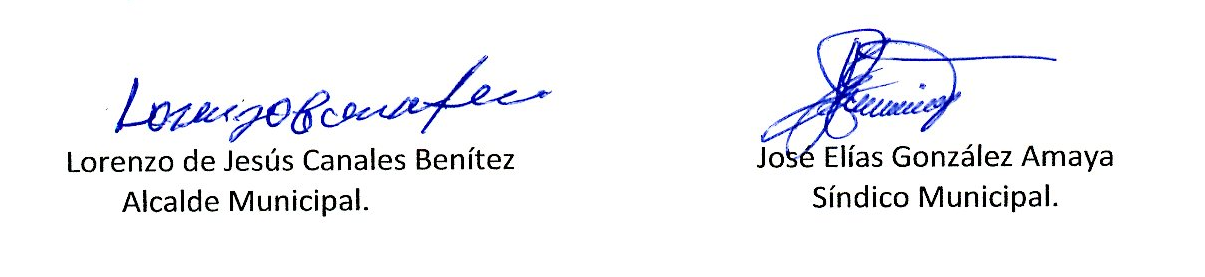 Lorenzo de Jesús Canales Benítez
Alcalde Municipal.
José Elías González Amaya
Síndico Municipal.